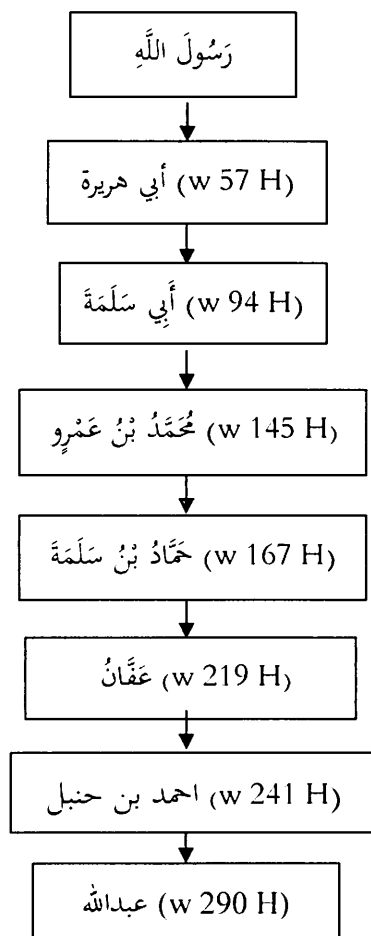 رَسُولَ اللَّهِ
أبي هريرة (w 57 H)
أَبِي سَلَمَةَ (w 94 H)
مُحَمَّدُ بْنُ عَمْرٍو (w 145 H)
حَمَّادُ بْنُ سَلَمَةَ (w 167 H)
عَفَّانُ (w 219 H)
احمد بن حنبل (w 241 H)
عبدالله (w 290 H)